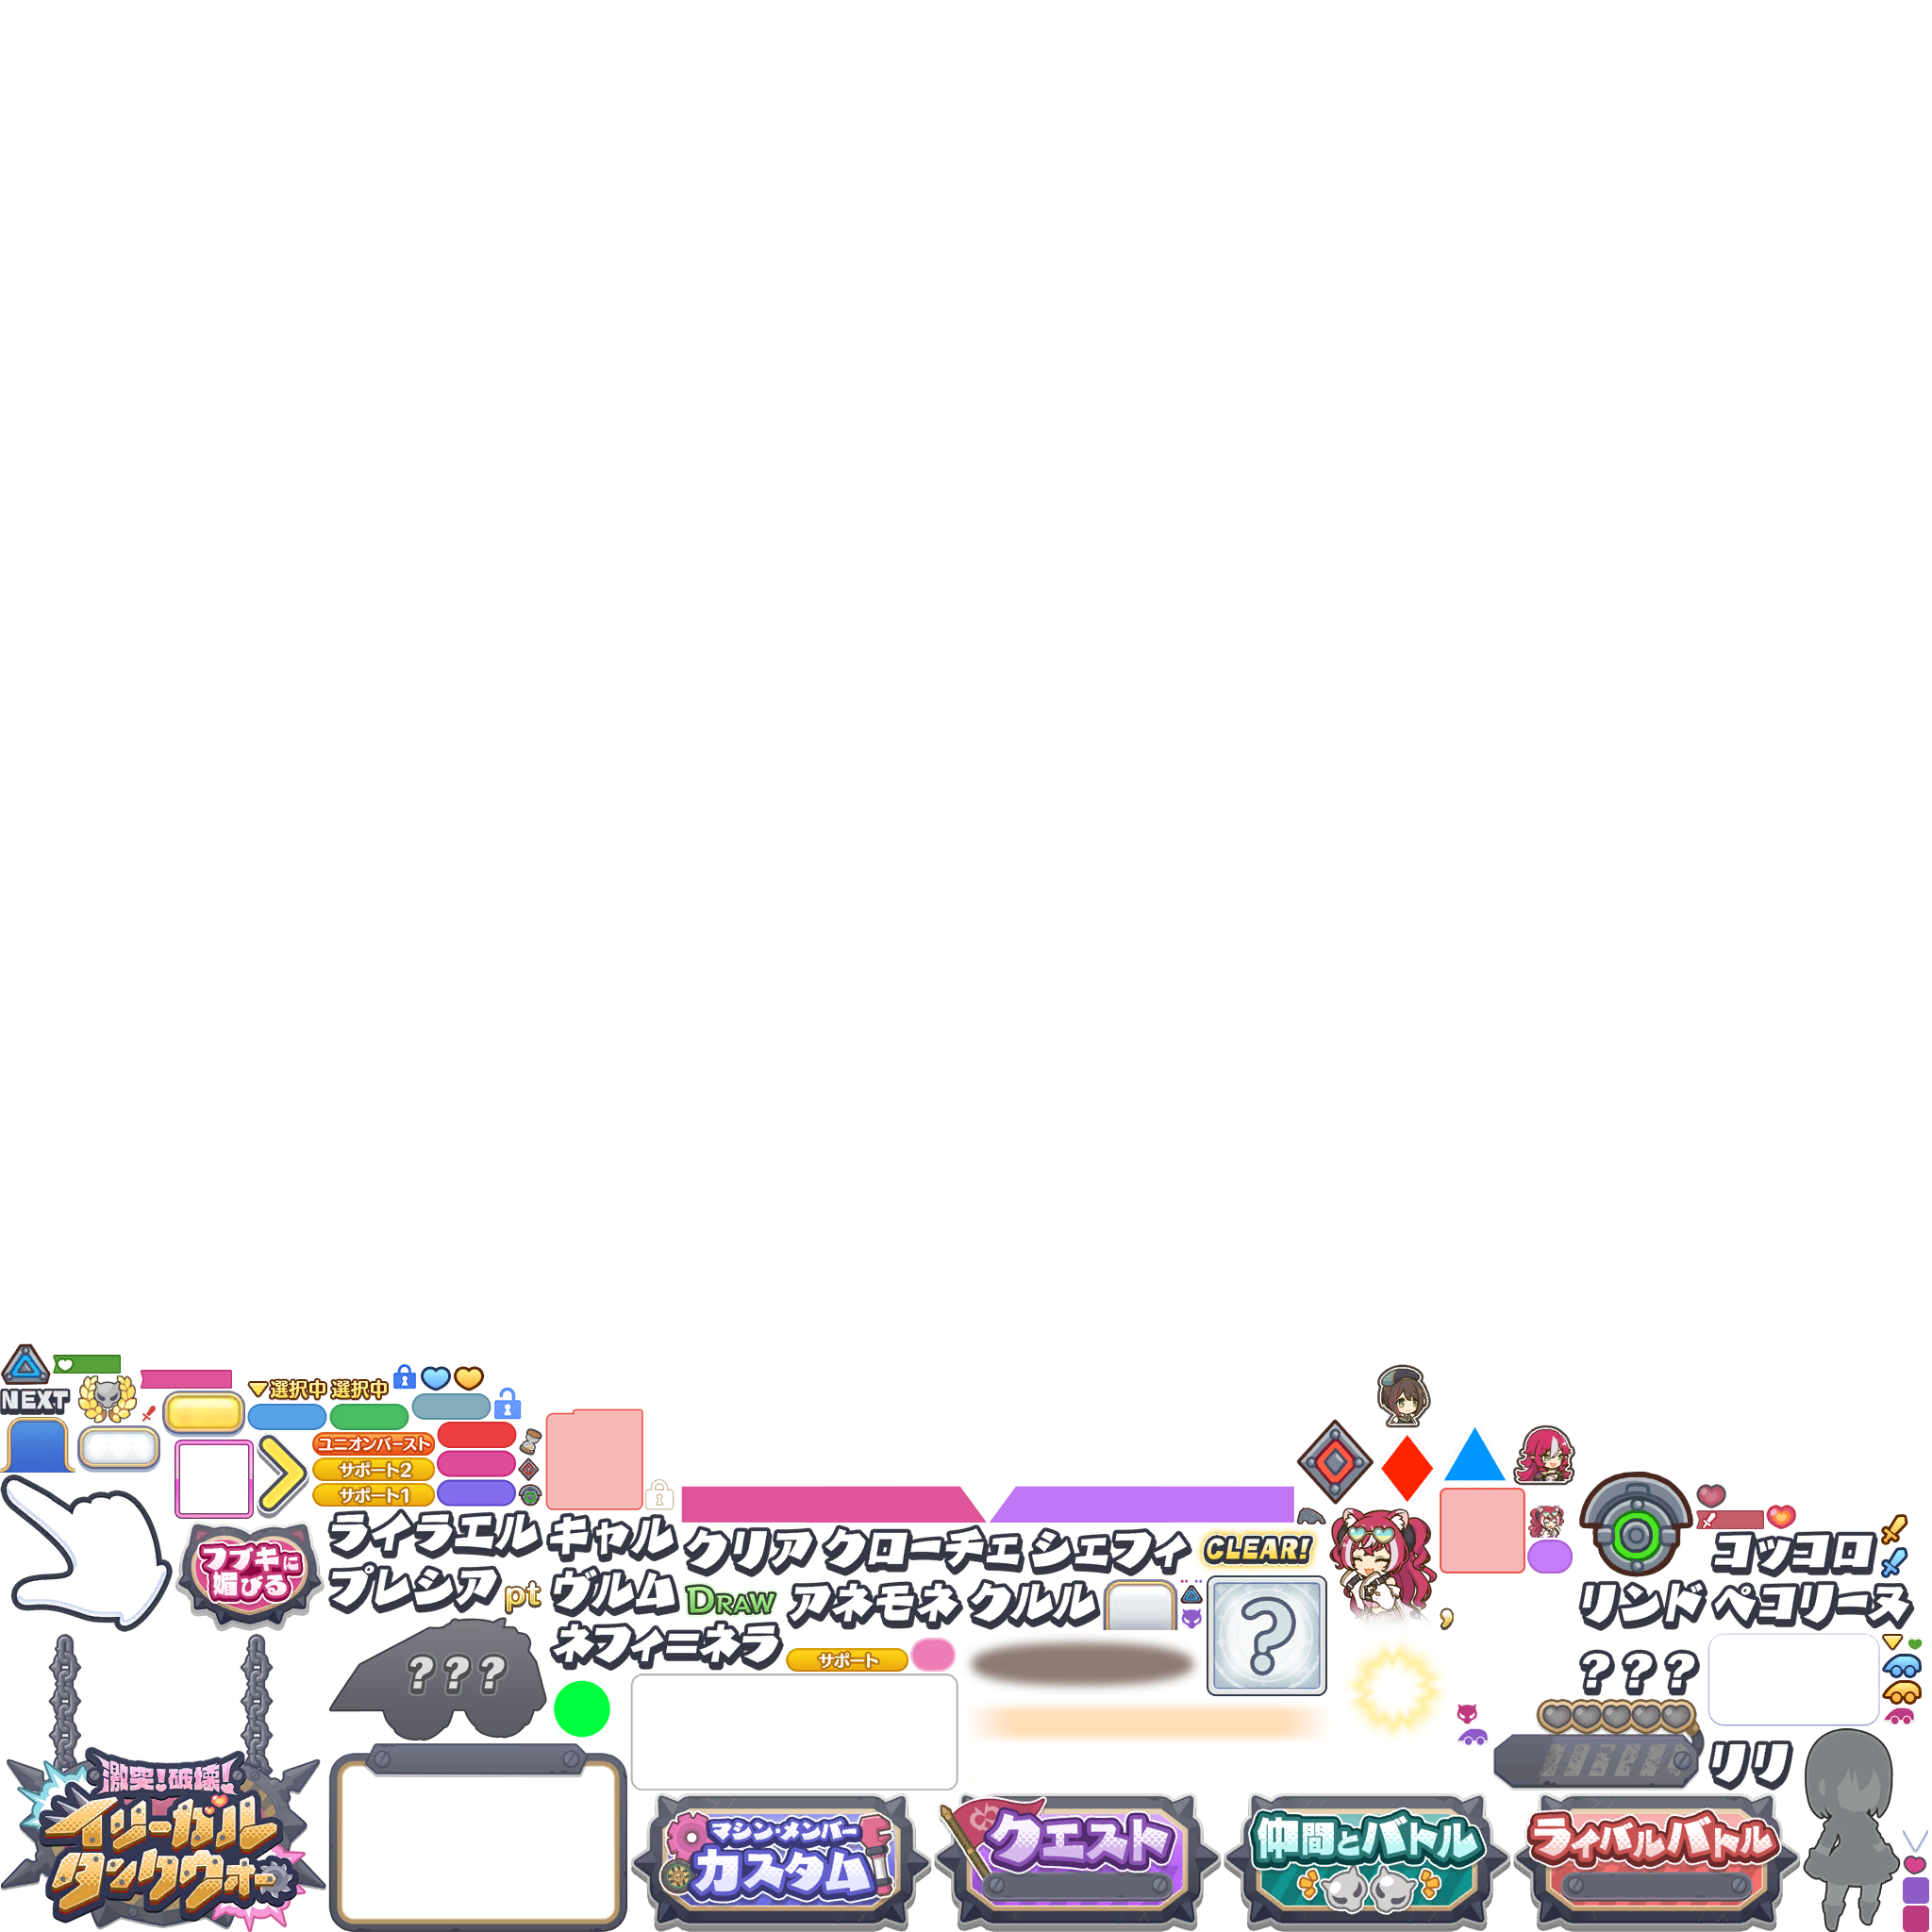 NEXT
選択中
選択中
ユニオンバースト
サポート2
サポート1
フブキに
媚びる
ライラエル
キャル
クリア
クローチェ
シェフィ
CLEAR!
コッコロ
プレシア
pt
ヴルム
DRAW
アネモネ
クルル
?
リンド
ペコリーヌ
ネフィ=ネラ
サポート
???
???
リリ
激突!破壊!
イリーガル
タンクウォー
マシン・メンバー
カスタム
クエスト
仲間とバトル
ライバルバトル